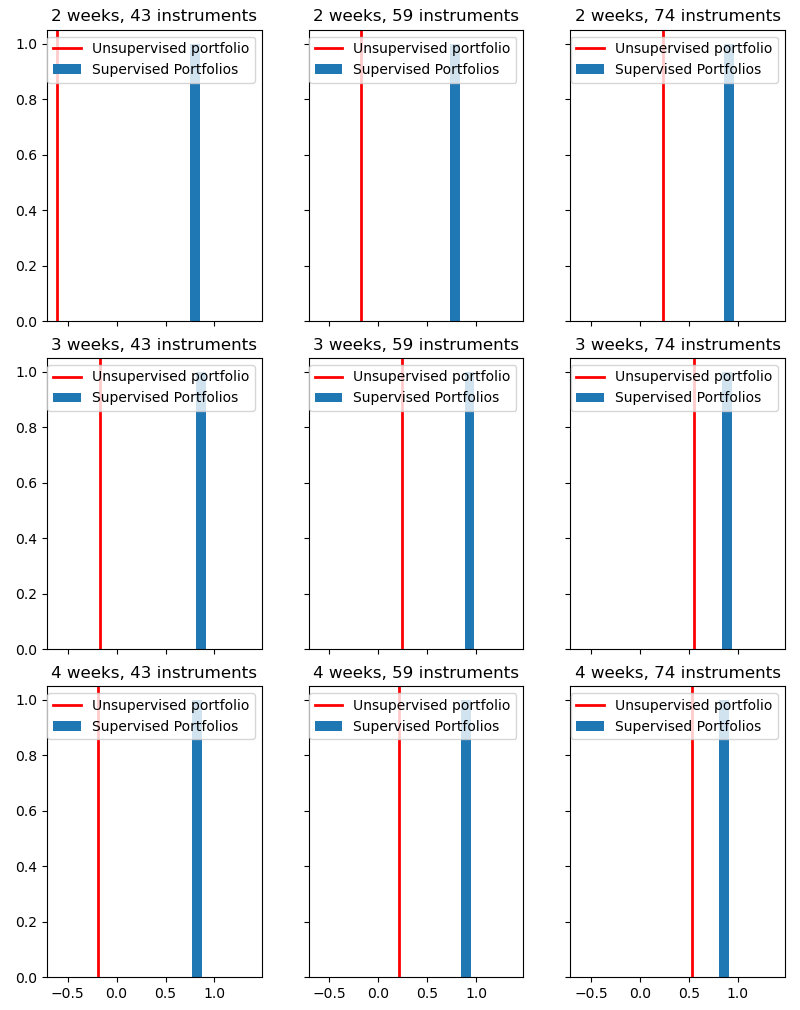 2 weeks, 43 instruments
2 weeks, 59 instruments
2 weeks, 74 instruments
Unsupervised portfolio
Supervised Portfolios
Unsupervised portfolio
Supervised Portfolios
Unsupervised portfolio
Supervised Portfolios
1.0
0.8
0.6
0.4
0.2
0.0
3 weeks, 43 instruments
3 weeks, 59 instruments
3 weeks, 74 instruments
Unsupervised portfolio
Supervised Portfolios
Unsupervised portfolio
Supervised Portfolios
Unsupervised portfolio
Supervised Portfolios
1.0
0.8
0.6
0.4
0.2
0.0
4 weeks, 43 instruments
4 weeks, 59 instruments
4 weeks, 74 instruments
Unsupervised portfolio
Supervised Portfolios
Unsupervised portfolio
Supervised Portfolios
Unsupervised portfolio
Supervised Portfolios
1.0
0.8
0.6
0.4
0.2
0.0
−0.5 0.0 0.5 1.0
−0.5 0.0 0.5 1.0
−0.5 0.0 0.5 1.0